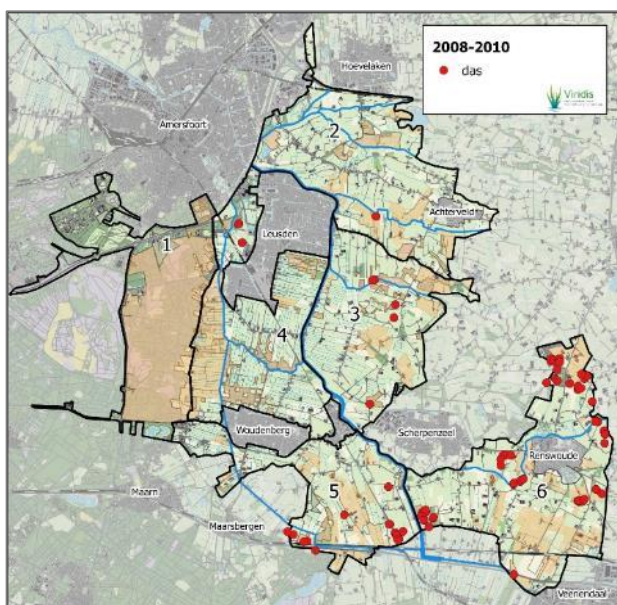 2008-2010
das
Viridis
Hoevelaken
Amersfoort
2
Achterveld
1
Leusden
3
4
Scherpenzeel
Woudenberg
Renswoude
Maarn
5
6
Maarsbergen
Veenendaal